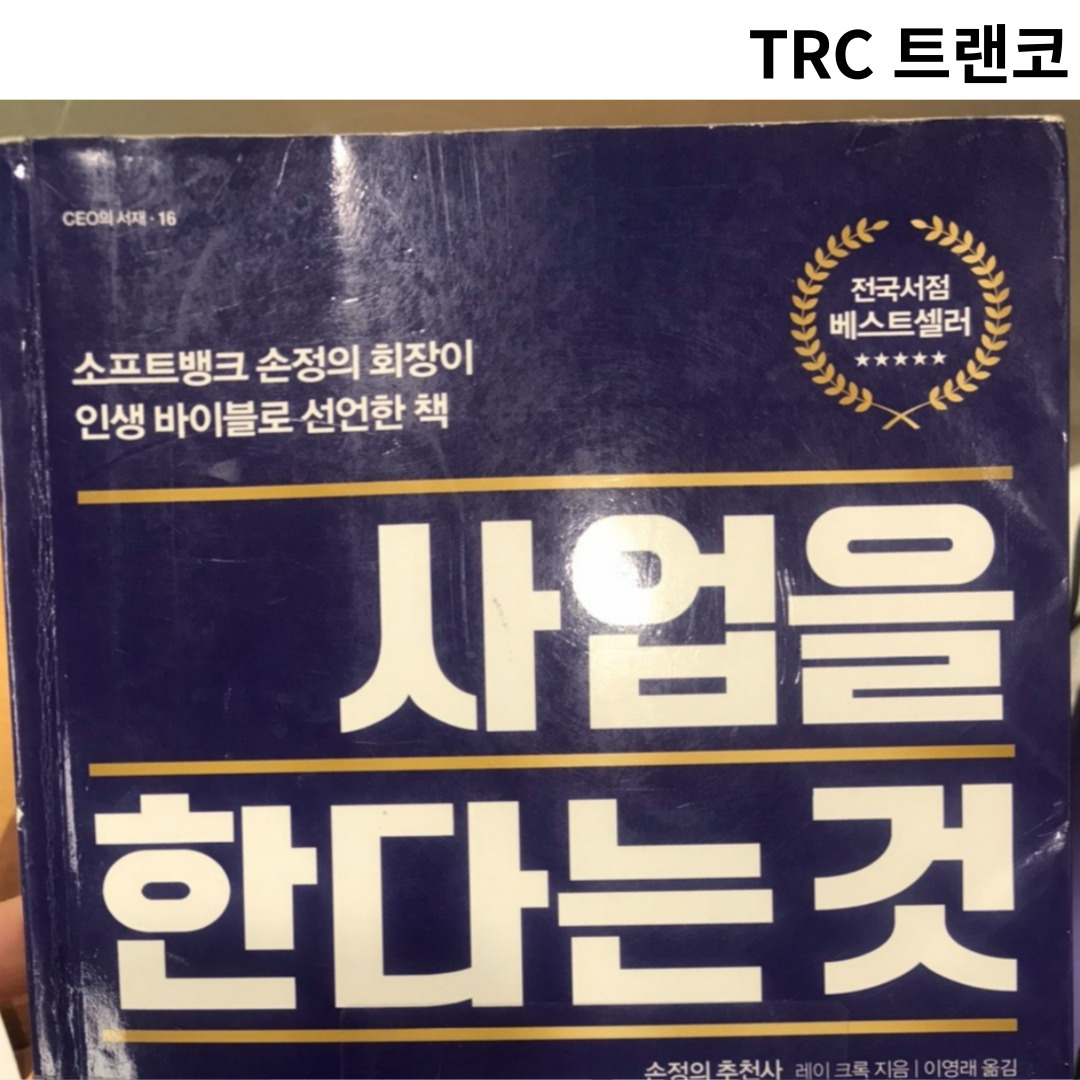 TRC 트랜코
CEO의 서재 · 16
전국서점
베스트셀러
★★★★★
소프트뱅크 손정의 회장이
인생 바이블로 선언한 책
사업을
한다는 것
손정의 추천사 레이 크록 지음 | 이영래 옮김